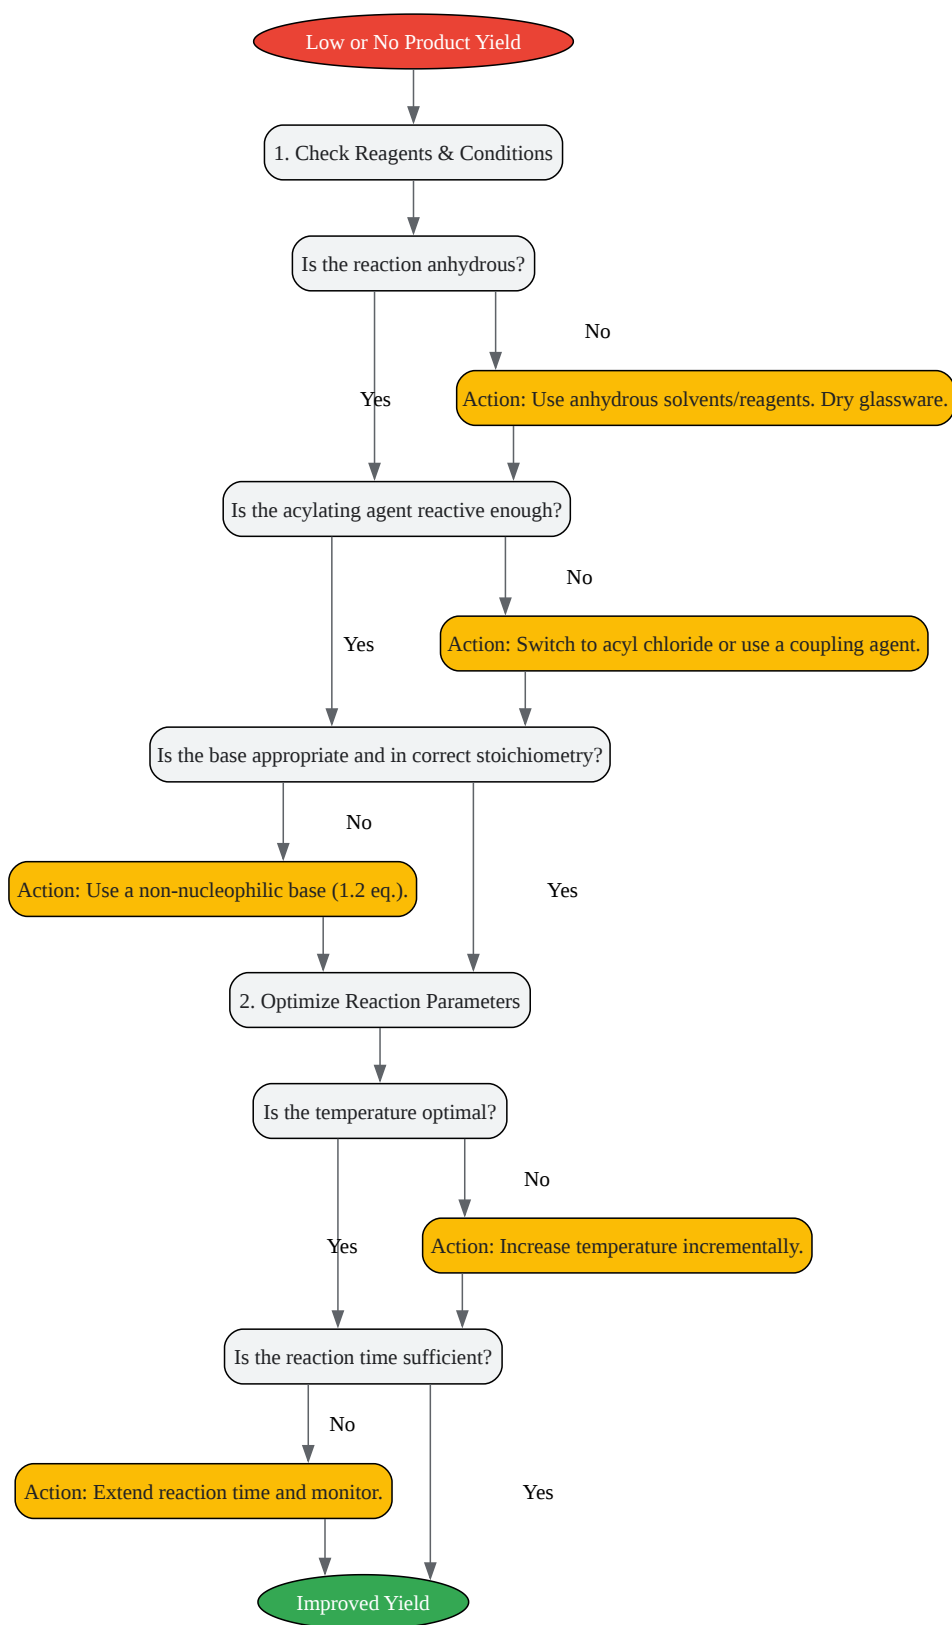 Low or No Product Yield
1. Check Reagents & Conditions
Is the reaction anhydrous?
No
Yes
Action: Use anhydrous solvents/reagents. Dry glassware.
Is the acylating agent reactive enough?
No
Yes
Action: Switch to acyl chloride or use a coupling agent.
Is the base appropriate and in correct stoichiometry?
No
Action: Use a non-nucleophilic base (1.2 eq.).
Yes
2. Optimize Reaction Parameters
Is the temperature optimal?
No
Yes
Action: Increase temperature incrementally.
Is the reaction time sufficient?
No
Action: Extend reaction time and monitor.
Yes
Improved Yield